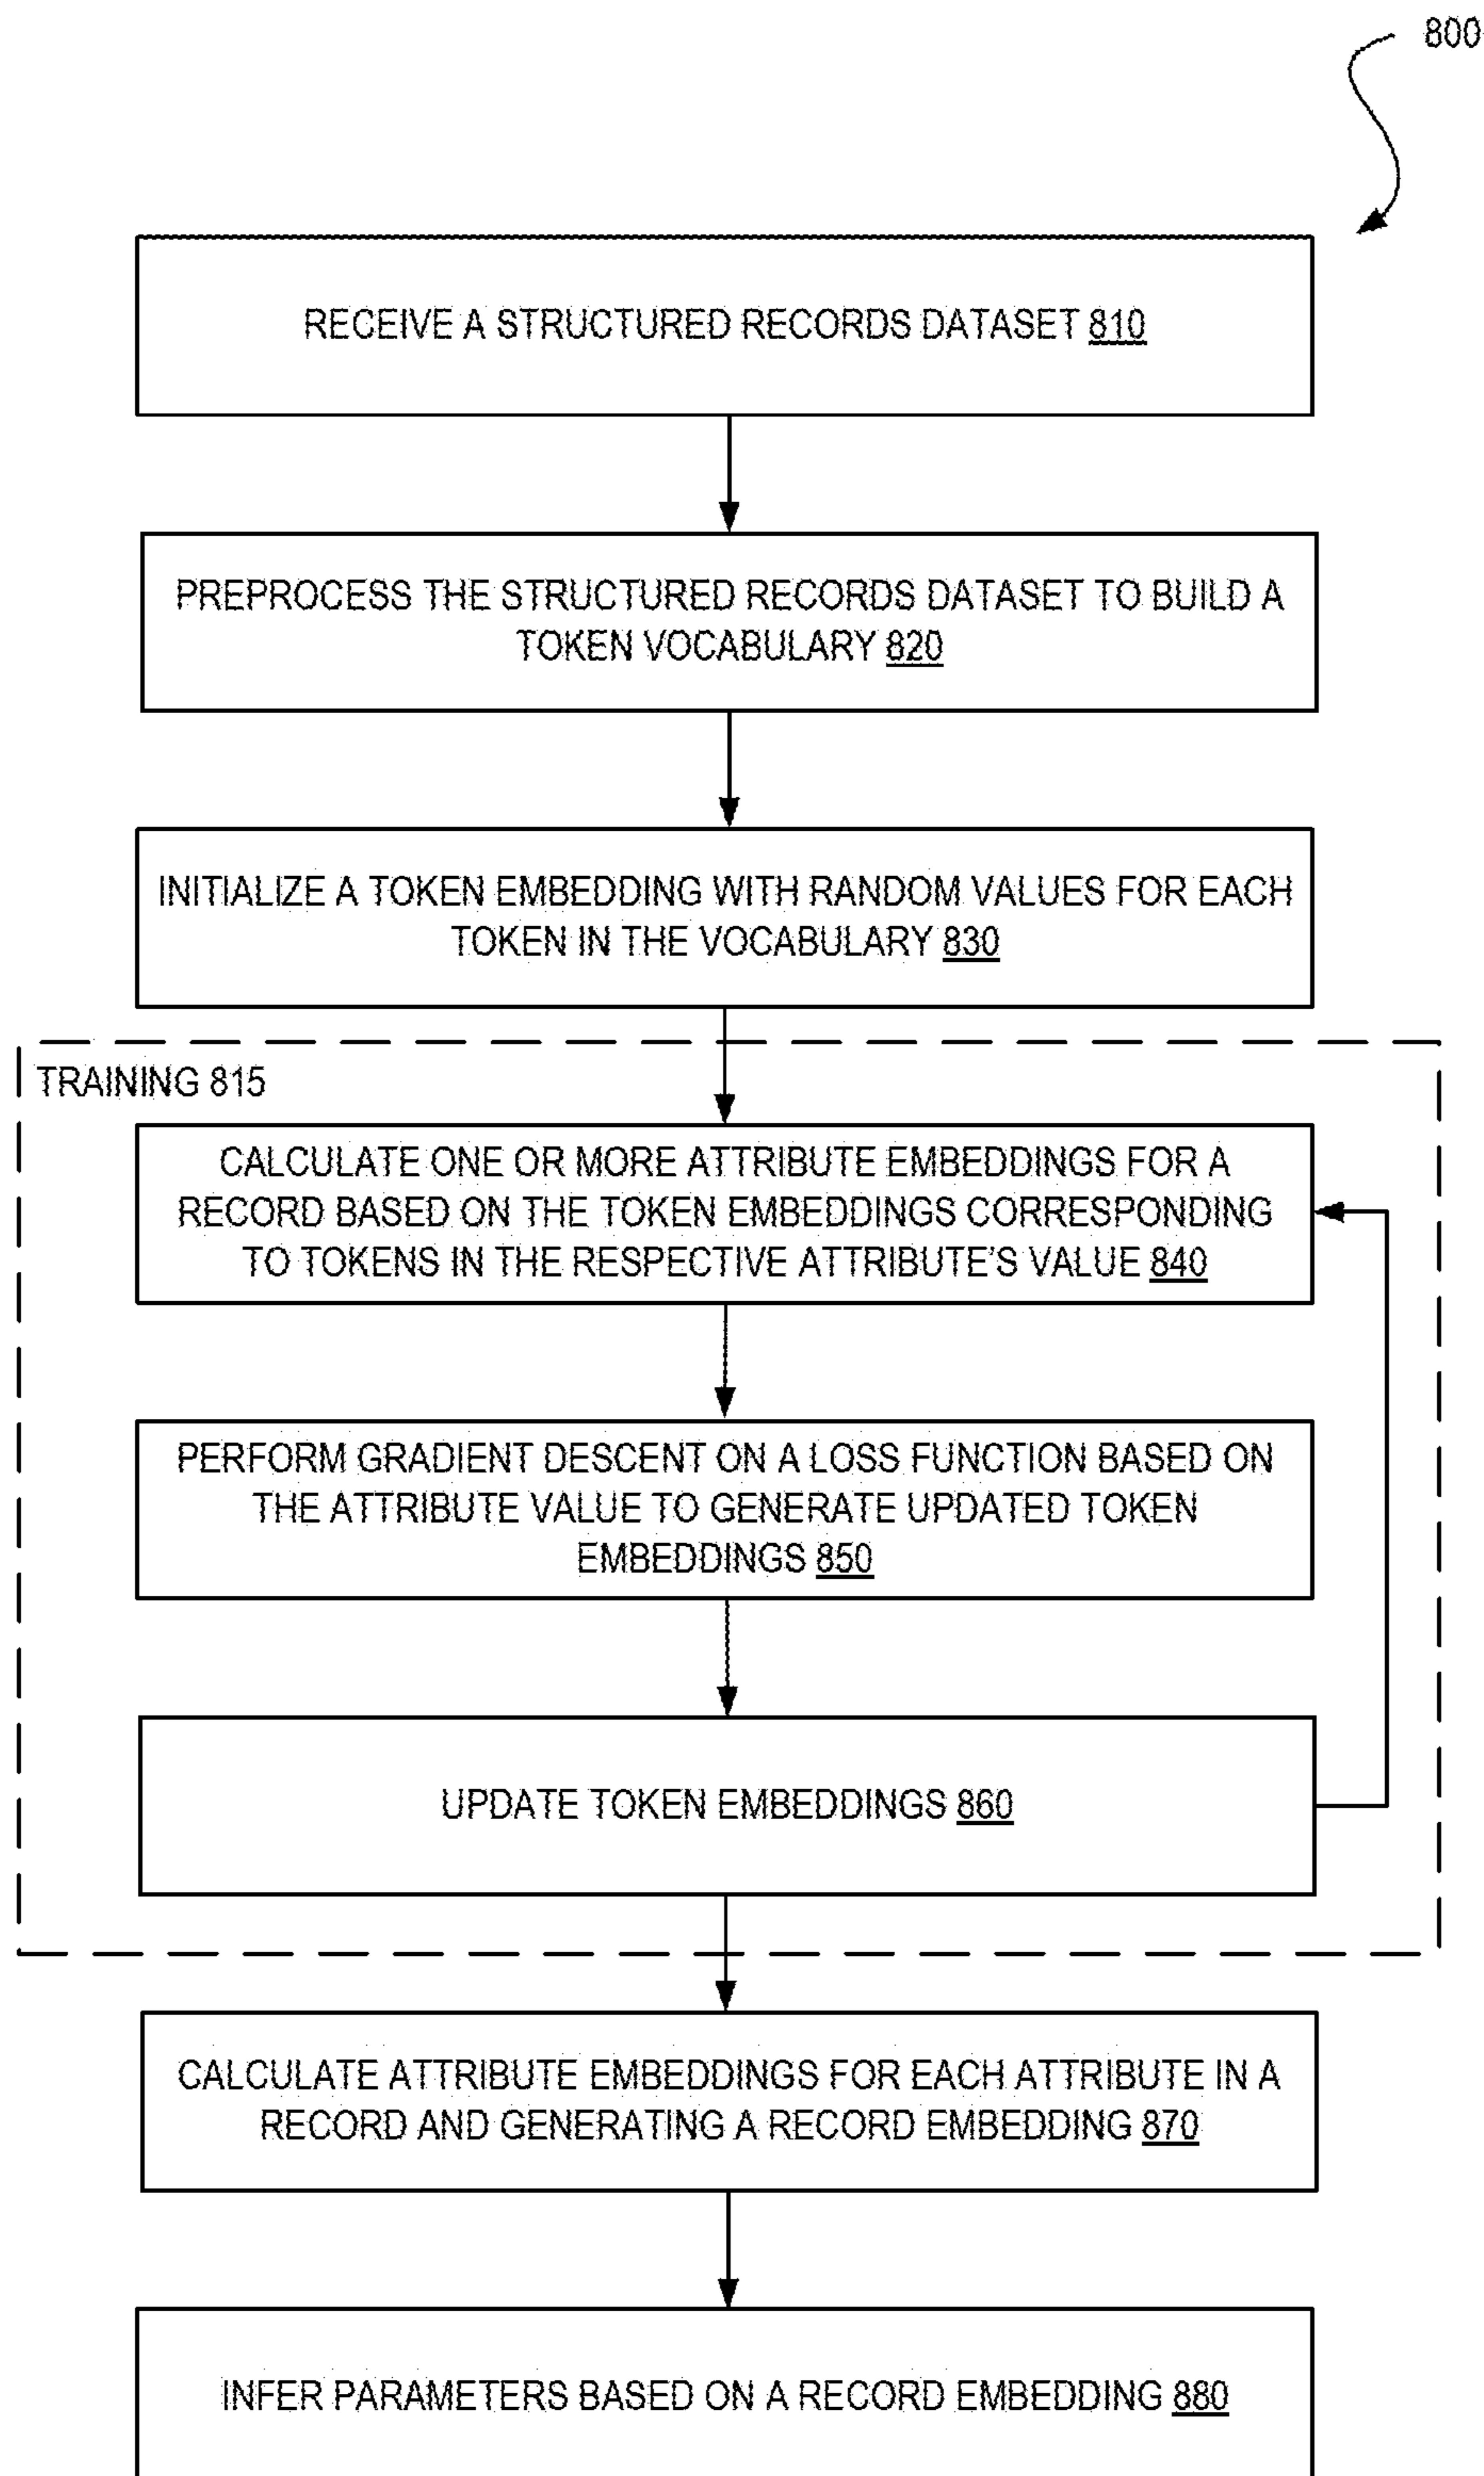 800
RECEIVE A STRUCTURED RECORDS DATASET 810
PREPROCESS THE STRUCTURED RECORDS DATASET TO BUILD A
TOKEN VOCABULARY 820
INITIALIZE A TOKEN EMBEDDING WITH RANDOM VALUES FOR EACH
TOKEN IN THE VOCABULARY 830
TRAINING 815
CALCULATE ONE OR MORE ATTRIBUTE EMBEDDINGS FOR A
RECORD BASED ON THE TOKEN EMBEDDINGS CORRESPONDING
TO TOKENS IN THE RESPECTIVE ATTRIBUTE'S VALUE 840
PERFORM GRADIENT DESCENT ON A LOSS FUNCTION BASED ON
THE ATTRIBUTE VALUE TO GENERATE UPDATED TOKEN
EMBEDDINGS 850
UPDATE TOKEN EMBEDDINGS 860
CALCULATE ATTRIBUTE EMBEDDINGS FOR EACH ATTRIBUTE IN A
RECORD AND GENERATING A RECORD EMBEDDING 870
INFER PARAMETERS BASED ON A RECORD EMBEDDING 880